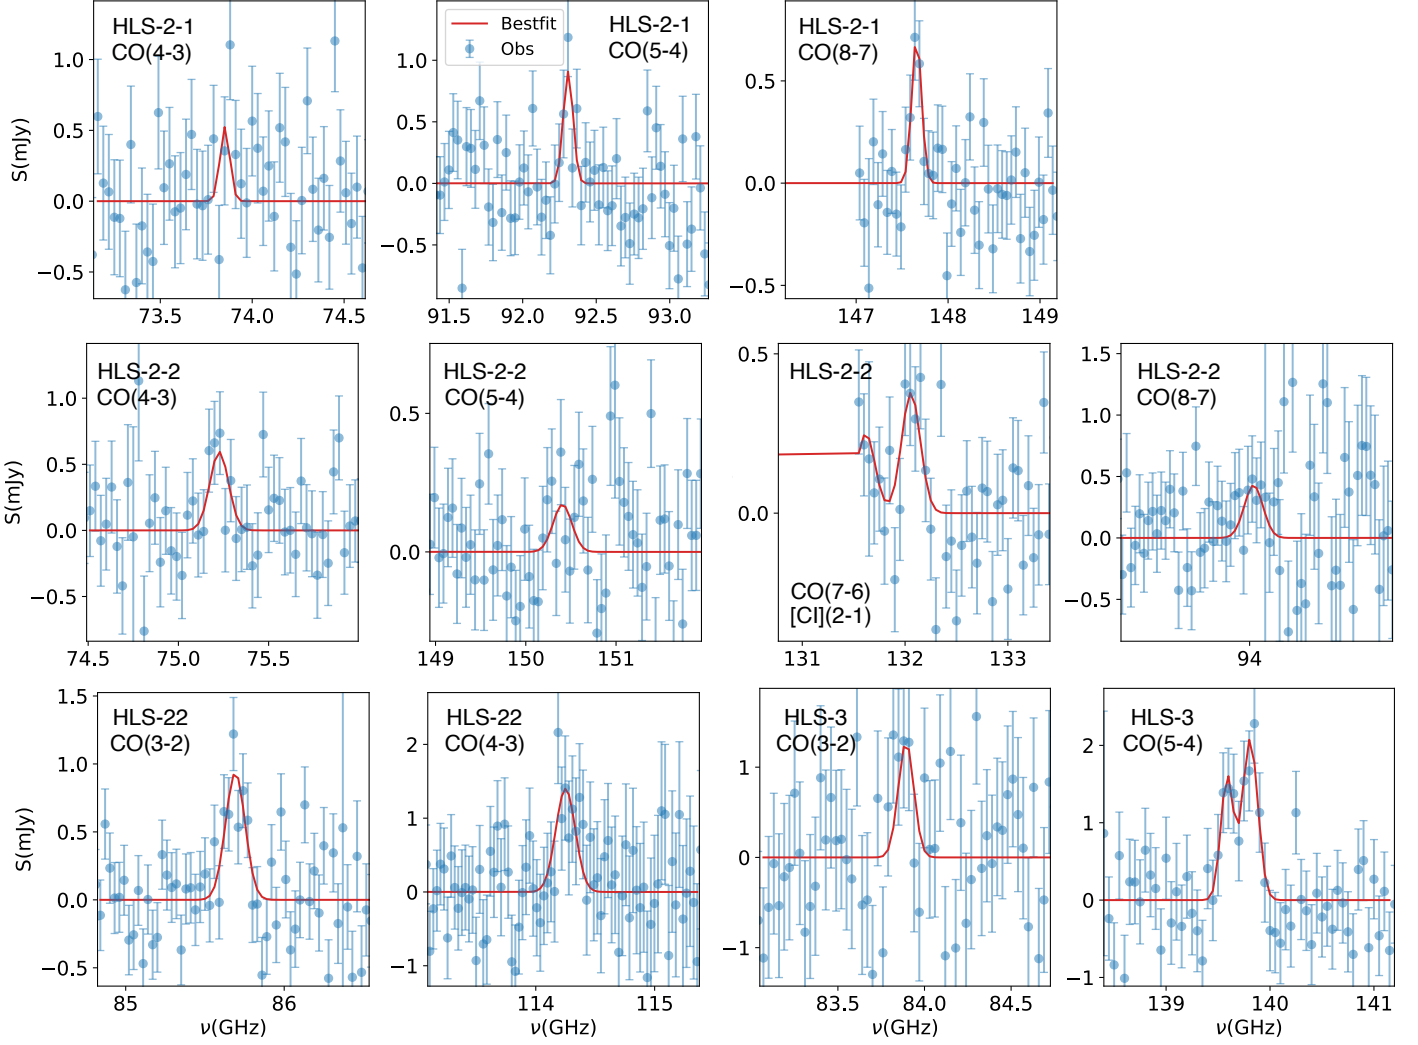 HLS-2-1
CO(4-3)
1.0
0.5
0.0
−0.5
S(mJy)
73.5
74.0
74.5
Bestfit
Obs
HLS-2-1
CO(5-4)
1.0
0.5
0.0
−0.5
91.5
92.0
92.5
93.0
HLS-2-1
CO(8-7)
0.5
0.0
−0.5
147
148
149
HLS-2-2
CO(4-3)
1.0
0.5
0.0
−0.5
S(mJy)
74.5
75.0
75.5
HLS-2-2
CO(5-4)
0.5
0.0
149
150
151
HLS-2-2
0.5
0.0
CO(7-6)
[CI](2-1)
131
132
133
HLS-2-2
CO(8-7)
1.5
1.0
0.5
0.0
−0.5
94
HLS-22
CO(3-2)
1.5
1.0
0.5
0.0
−0.5
S(mJy)
85
86
ν(GHz)
HLS-22
CO(4-3)
2
1
0
−1
114
115
ν(GHz)
HLS-3
CO(3-2)
1
0
−1
83.5
84.0
84.5
ν(GHz)
HLS-3
CO(5-4)
2
1
0
−1
139
140
141
ν(GHz)